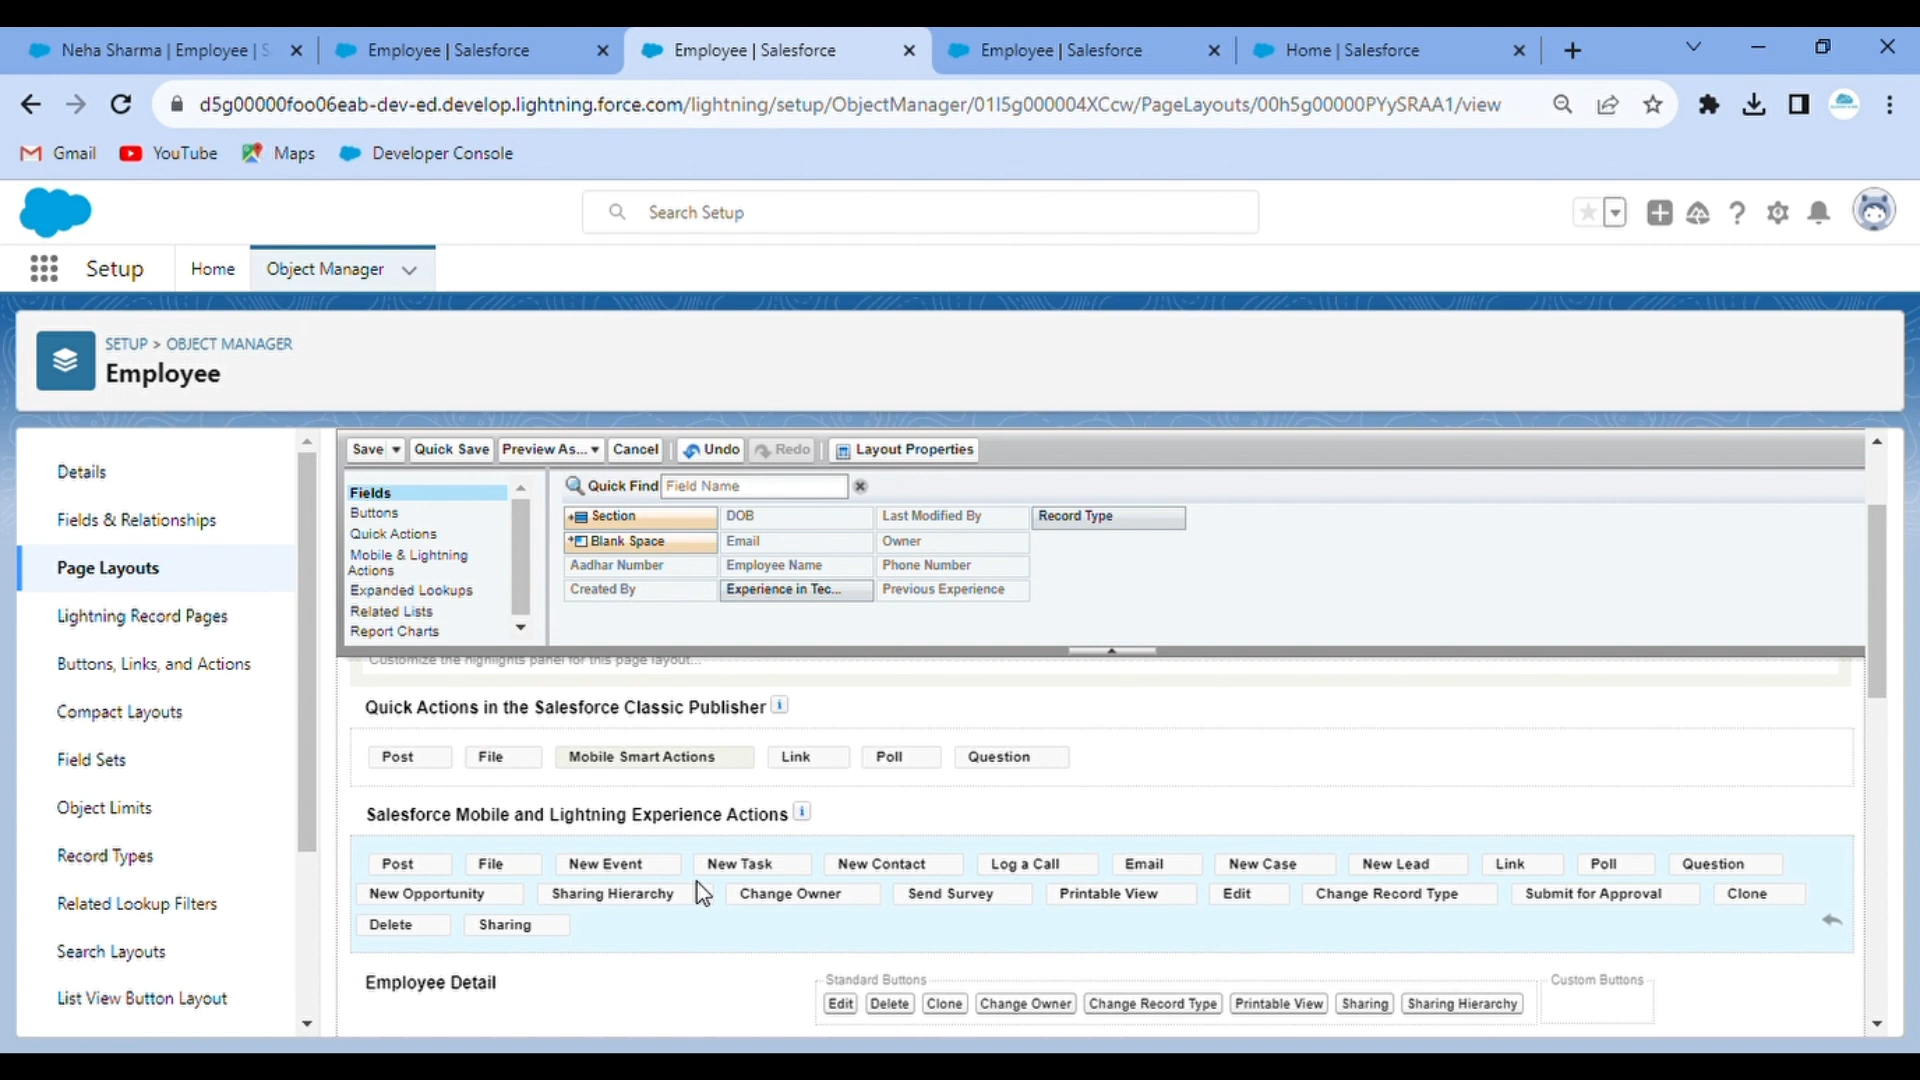 Neha Sharma | Employee | S
Employee | Salesforce
Employee | Salesforce
Employee | Salesforce
Home | Salesforce
d5g00000foo06eab-dev-ed.develop.lightning.force.com/lightning/setup/ObjectManager/01I5g000004XCcw/PageLayouts/00h5g00000PYySRAA1/view
Gmail YouTube Maps Developer Console
Search Setup
Setup Home Object Manager
SETUP > OBJECT MANAGER
Employee
Details
Fields & Relationships
Page Layouts
Lightning Record Pages
Buttons, Links, and Actions
Compact Layouts
Field Sets
Object Limits
Record Types
Related Lookup Filters
Search Layouts
List View Button Layout
Save Quick Save Preview As... Cancel Undo Redo Layout Properties
Fields
Buttons
Quick Actions
Mobile & Lightning
Actions
Expanded Lookups
Related Lists
Report Charts
Quick Find Field Name
Section DOB Last Modified By Record Type
Blank Space Email Owner
Aadhar Number Employee Name Phone Number
Created By Experience in Tec... Previous Experience
Customize the highlights panel for this page layout...
Quick Actions in the Salesforce Classic Publisher i
Post File Mobile Smart Actions Link Poll Question
Salesforce Mobile and Lightning Experience Actions i
Post File New Event New Task New Contact Log a Call Email New Case New Lead Link Poll Question
New Opportunity Sharing Hierarchy Change Owner Send Survey Printable View Edit Change Record Type Submit for Approval Clone
Delete Sharing
Employee Detail
Standard Buttons
Edit Delete Clone Change Owner Change Record Type Printable View Sharing Sharing Hierarchy
Custom Buttons